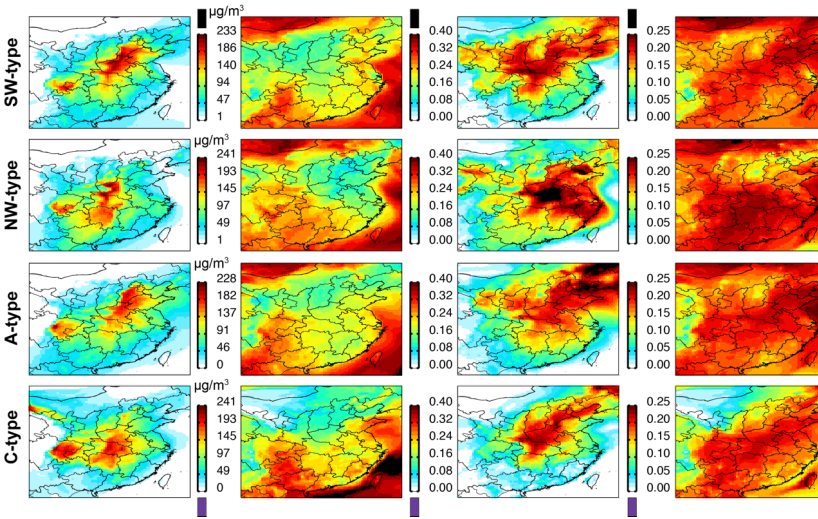 µg/m³
SW-type
233 0.40 0.25
186 0.32 0.20
140 0.24 0.15
94 0.16 0.10
47 0.08 0.05
1 0.00 0.00
µg/m³
NW-type
241 0.40 0.25
193 0.32 0.20
145 0.24 0.15
97 0.16 0.10
49 0.08 0.05
1 0.00 0.00
µg/m³
A-type
228 0.40 0.25
182 0.32 0.20
137 0.24 0.15
91 0.16 0.10
46 0.08 0.05
0 0.00 0.00
µg/m³
C-type
241 0.40 0.25
193 0.32 0.20
145 0.24 0.15
97 0.16 0.10
49 0.08 0.05
0 0.00 0.00